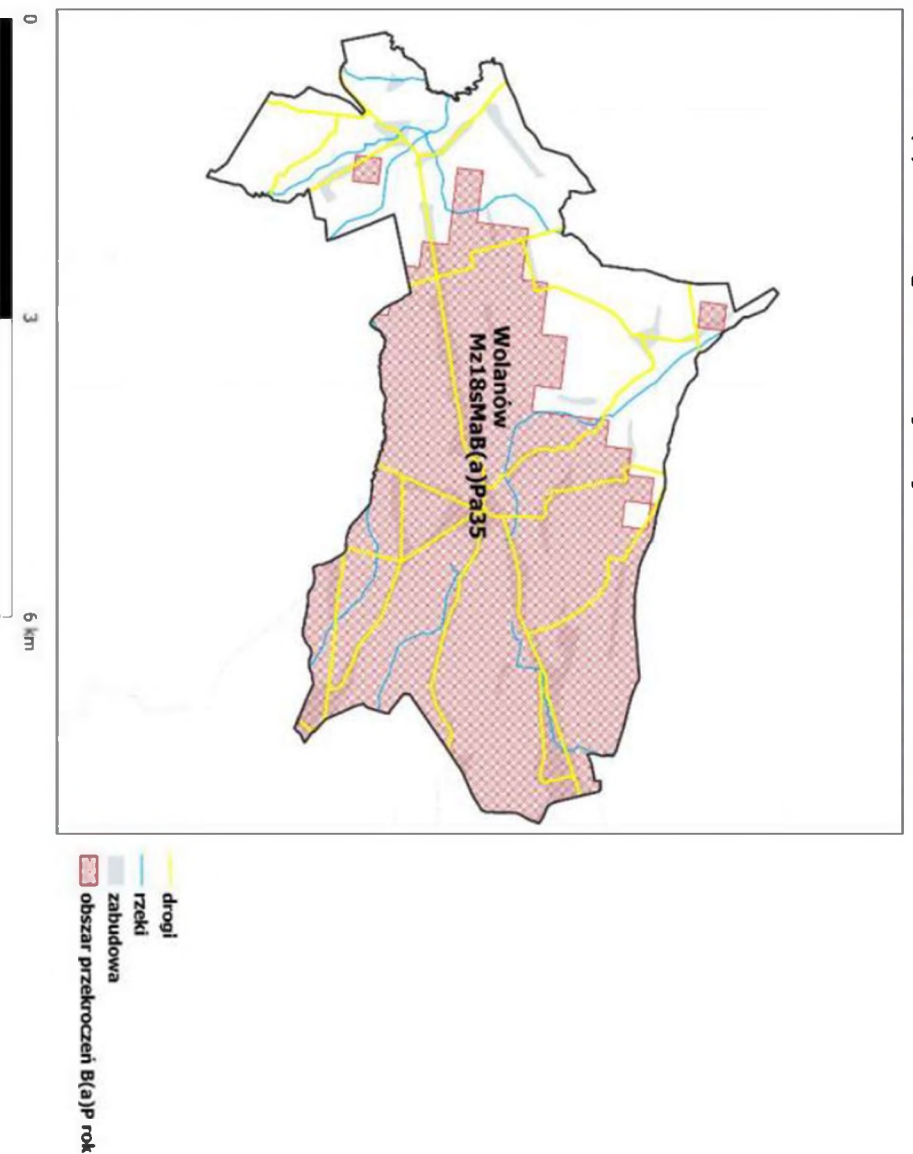 Wolanów
Mz18sMaB(a)Pa35
drogi
rzeki
zabudowa
obszar przekroczeń B(a)P rok
0
3
6 km